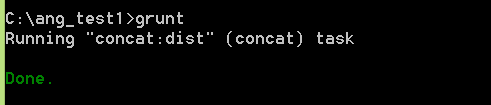 C:\ang_test1>grunt
Running "concat:dist" (concat) task
Done.